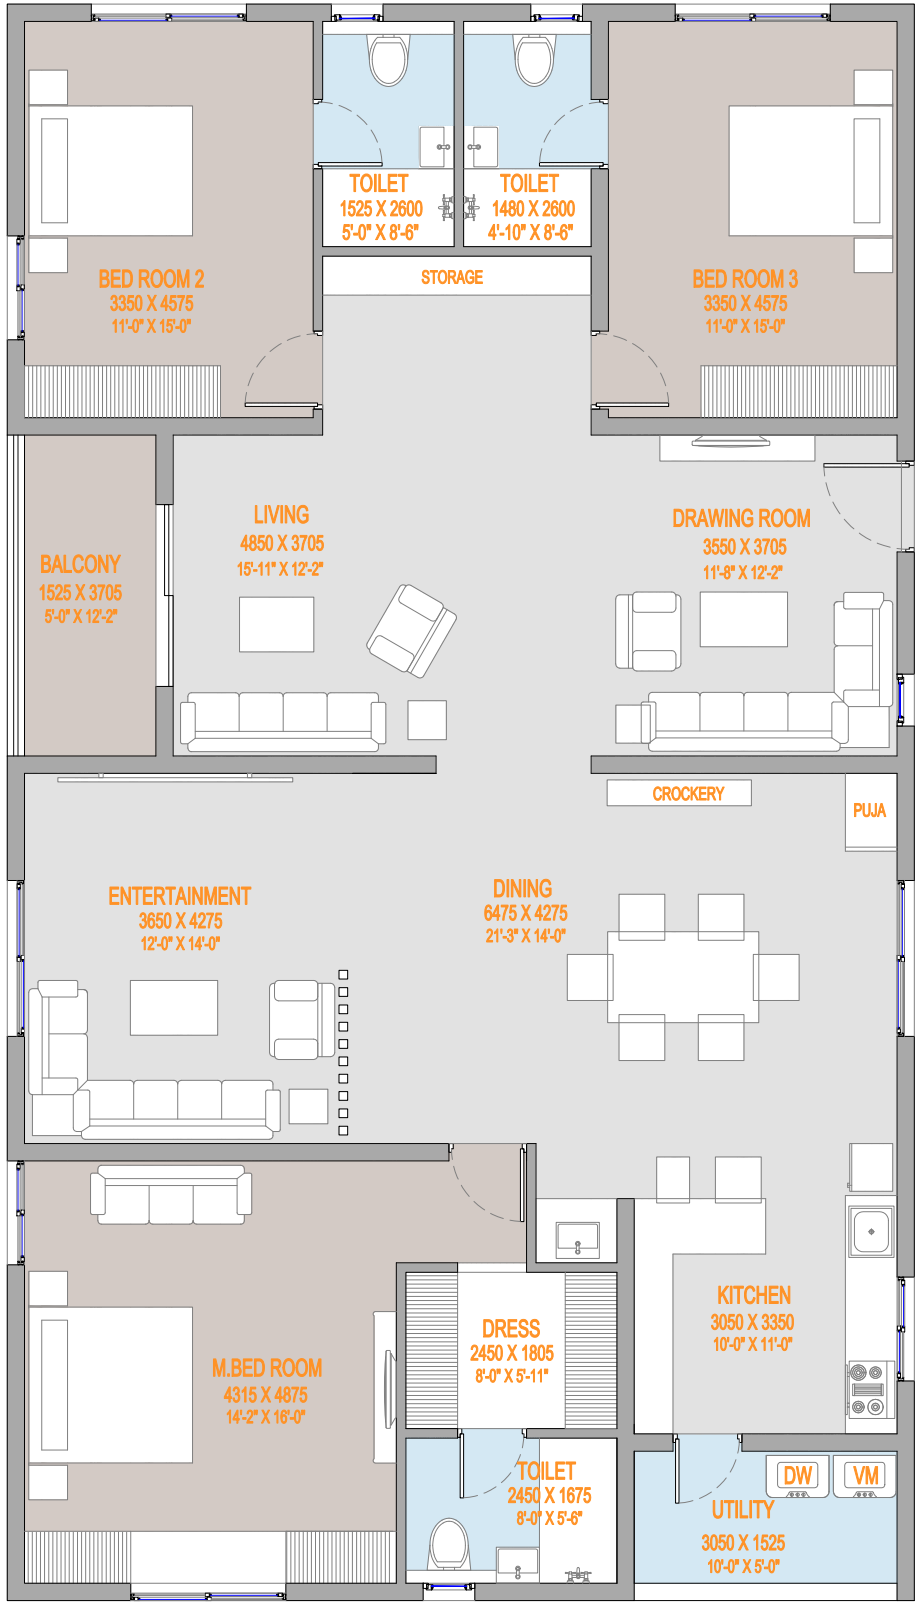 TOILET
1525 X 2600
5'-0" X 8'-6"
TOILET
1480 X 2600
4'-10" X 8'-6"
BED ROOM 2
3350 X 4575
11'-0" X 15'-0"
STORAGE
BED ROOM 3
3350 X 4575
11'-0" X 15'-0"
BALCONY
1525 X 3705
5'-0" X 12'-2"
LIVING
4850 X 3705
15'-11" X 12'-2"
DRAWING ROOM
3550 X 3705
11'-8" X 12'-2"
CROCKERY
PUJA
ENTERTAINMENT
3650 X 4275
12'-0" X 14'-0"
DINING
6475 X 4275
21'-3" X 14'-0"
M.BED ROOM
4315 X 4875
14'-2" X 16'-0"
DRESS
2450 X 1805
8'-0" X 5'-11"
KITCHEN
3050 X 3350
10'-0" X 11'-0"
TOILET
2450 X 1675
8'-0" X 5'-6"
DW
VM
UTILITY
3050 X 1525
10'-0" X 5'-0"